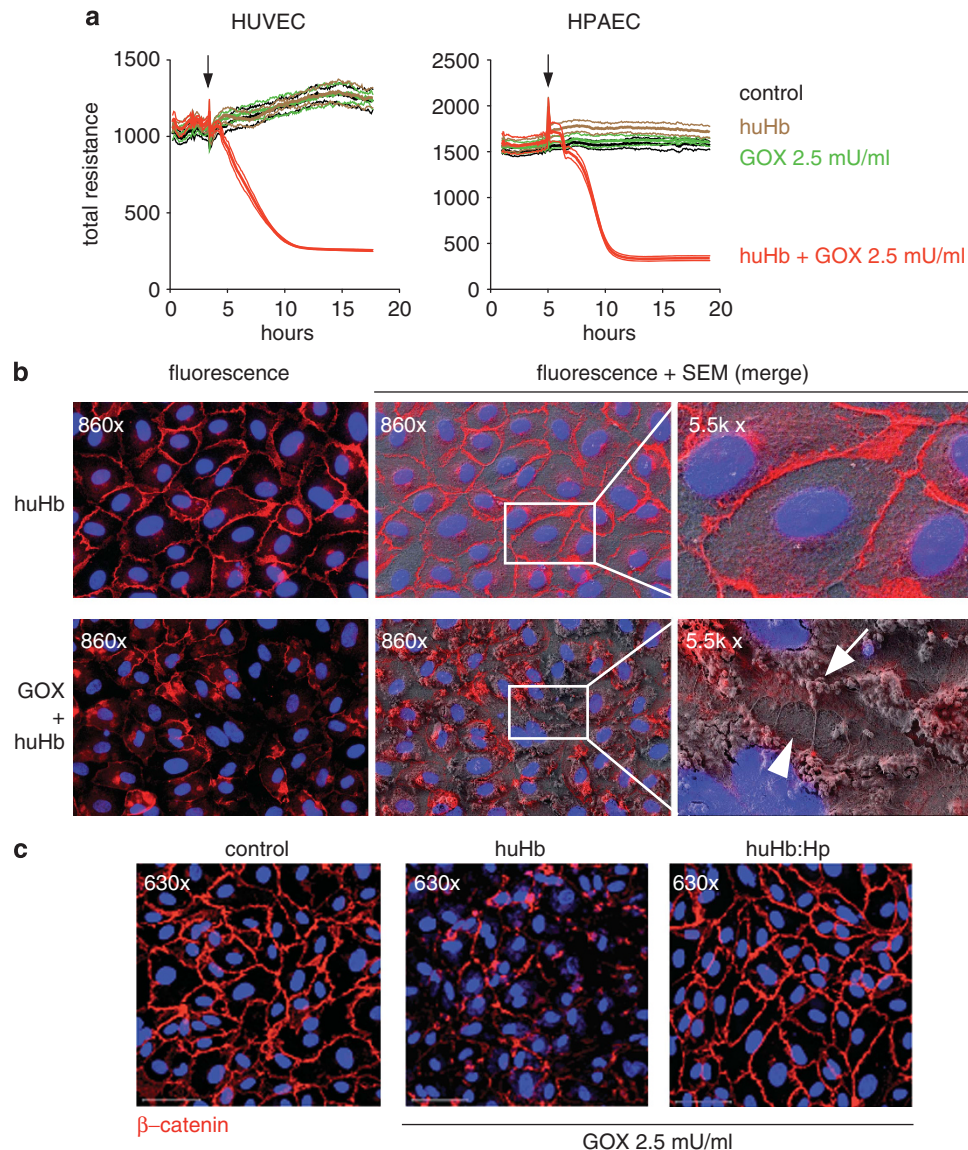 a
HUVEC
HPAEC
total resistance
1500
1000
500
0
0 5 10 15 20
hours
2500
2000
1500
1000
500
0
0 5 10 15 20
hours
control
huHb
GOX 2.5 mU/ml
huHb + GOX 2.5 mU/ml
b
fluorescence
fluorescence + SEM (merge)
huHb
860x
860x
5.5k x
GOX
+
huHb
860x
860x
5.5k x
c
control
huHb
huHb:Hp
630x
630x
630x
β–catenin
GOX 2.5 mU/ml